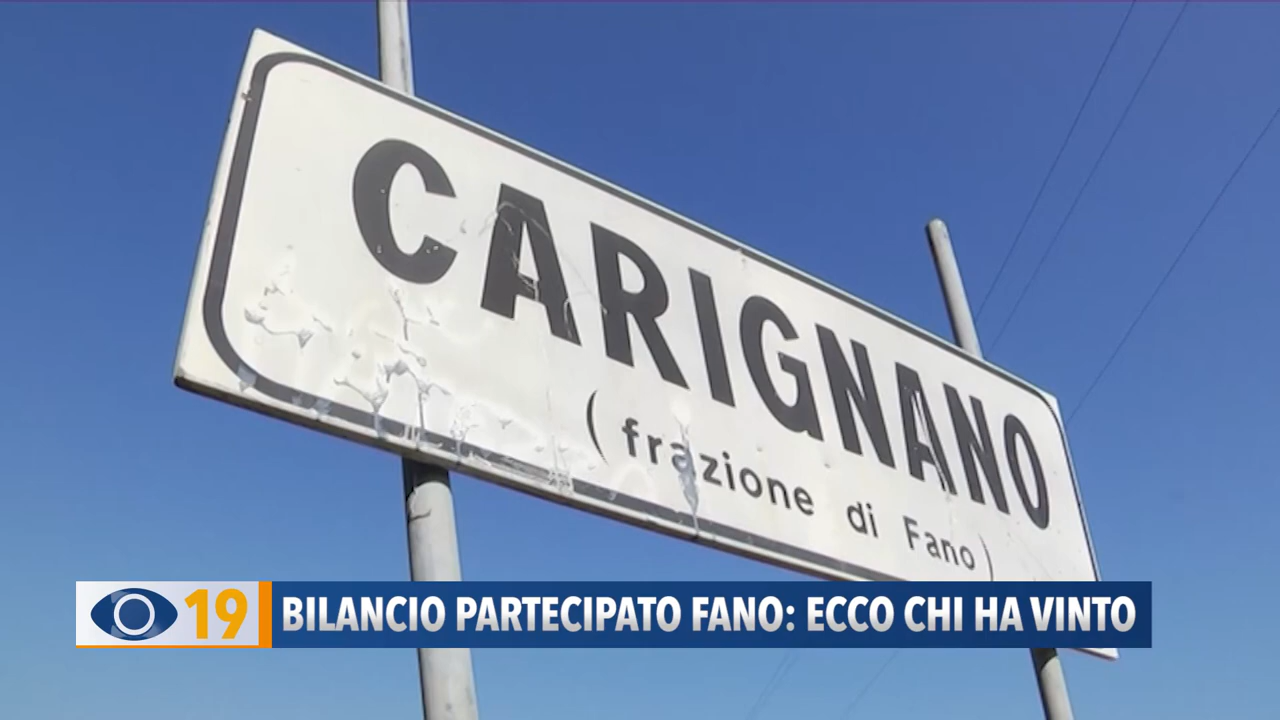 CARIGNANO
(frazione di Fano)
19 BILANCIO PARTECIPATO FANO: ECCO CHI HA VINTO